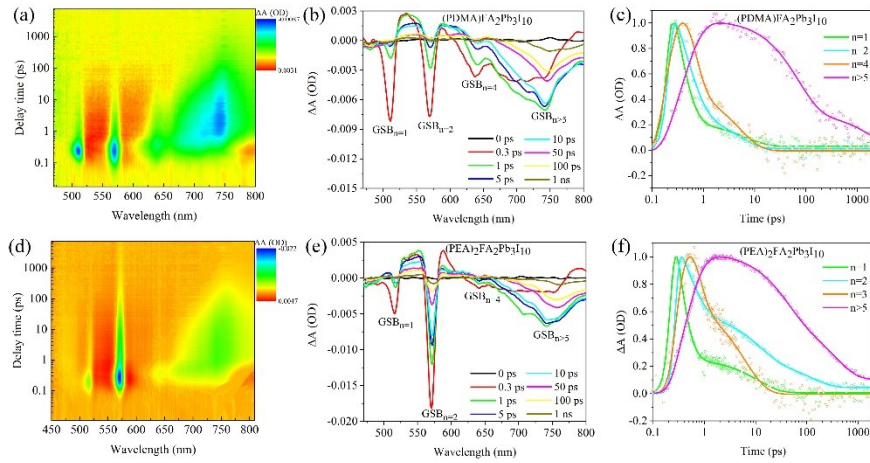 (a)
ΔA (OD)
-0.0087
0.0031
Delay time (ps)
1000
100
10
1
0.1
500 550 600 650 700 750 800
Wavelength (nm)
(b)
(PDMA)FA2Pb3I10
ΔA (OD)
0.003
0.000
-0.003
-0.006
-0.009
-0.012
-0.015
GSBn=1
GSBn=2
GSBn=4
GSBn>5
0 ps
0.3 ps
1 ps
5 ps
10 ps
50 ps
100 ps
1 ns
500 550 600 650 700 750 800
Wavelength (nm)
(c)
(PDMA)FA2Pb3I10
ΔA (OD)
1.0
0.8
0.6
0.4
0.2
0.0
n=1
n=2
n=4
n>5
0.1 1 10 100 1000
Time (ps)
(d)
ΔA (OD)
-0.022
0.0047
Delay time (ps)
1000
100
10
1
0.1
450 500 550 600 650 700 750 800
Wavelength (nm)
(e)
(PEA)2FA2Pb3I10
ΔA (OD)
0.005
0.000
-0.005
-0.010
-0.015
-0.020
GSBn=1
GSBn=2
GSBn=4
GSBn>5
0 ps
0.3 ps
1 ps
5 ps
10 ps
50 ps
100 ps
1 ns
500 550 600 650 700 750 800
Wavelength (nm)
(f)
(PEA)2FA2Pb3I10
ΔA (OD)
1.0
0.8
0.6
0.4
0.2
0.0
n=1
n=2
n=3
n>5
0.1 1 10 100 1000
Time (ps)